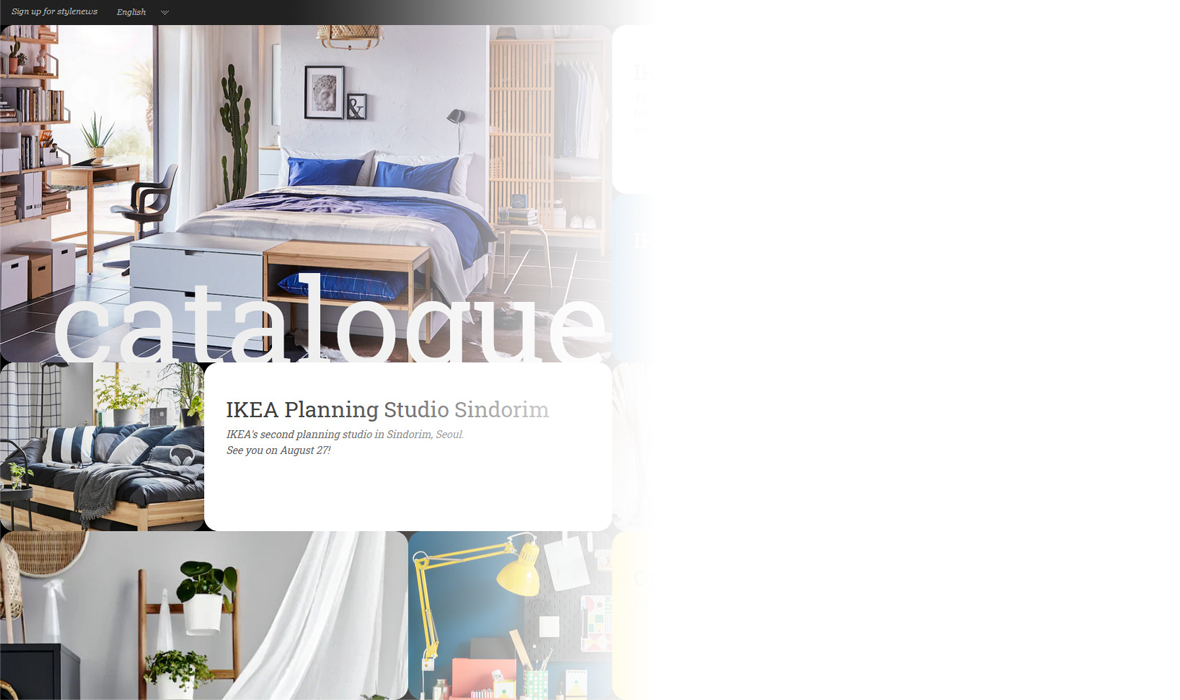 Sign up for stylenews English
&
catalogue
IKEA Planning Studio Sindorim
IKEA's second planning studio in Sindorim, Seoul.
See you on August 27!